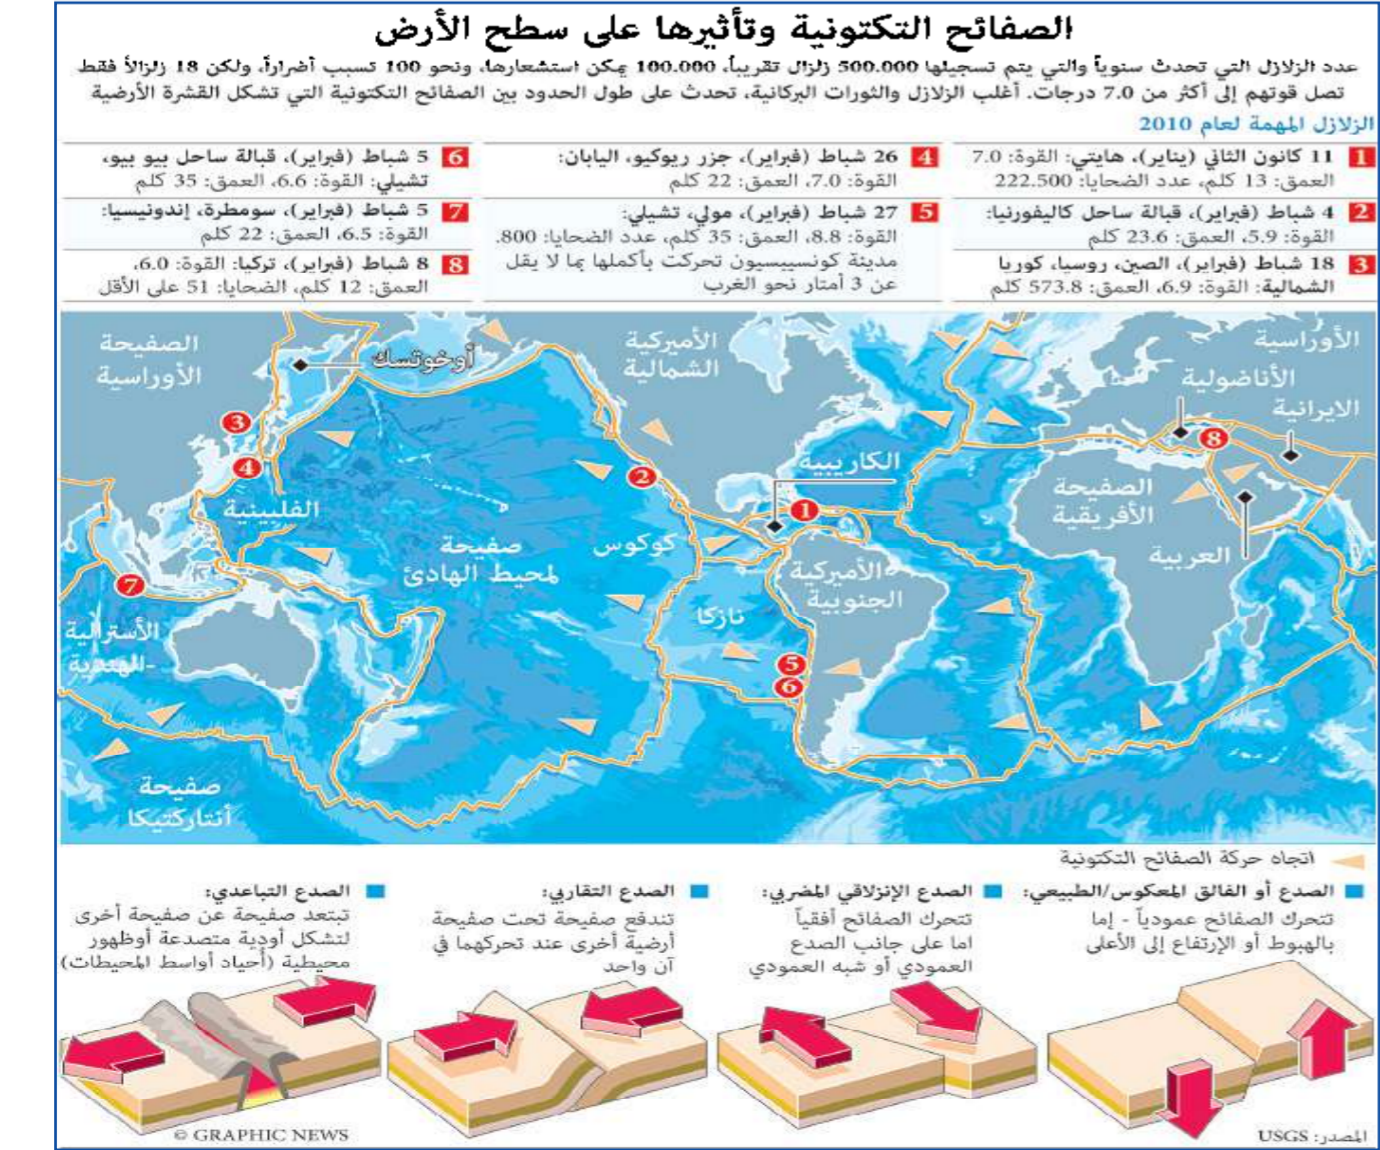 الصفائح التكتونية وتأثيرها على سطح الأرض
عدد الزلازل التي تحدث سنوياً والتي يتم تسجيلها 500.000 زلزال تقريباً، 100.000 يمكن استشعارها، ونحو 100 تسبب أضراراً، ولكن 18 زلزالاً فقط
تصل قوتهم إلى أكثر من 7.0 درجات. أغلب الزلازل والثورات البركانية، تحدث على طول الحدود بين الصفائح التكتونية التي تشكل القشرة الأرضية
الزلازل المهمة لعام 2010
1 11 كانون الثاني (يناير)، هايتي: القوة: 7.0
العمق: 13 كلم، عدد الضحايا: 222.500
2 4 شباط (فبراير)، قبالة ساحل كاليفورنيا:
القوة: 5.9، العمق: 23.6 كلم
3 18 شباط (فبراير)، الصين، روسيا، كوريا
الشمالية: القوة: 6.9، العمق: 573.8 كلم
4 26 شباط (فبراير)، جزر ريوكيو، اليابان:
القوة: 7.0، العمق: 22 كلم
5 27 شباط (فبراير)، مولي، تشيلي:
القوة: 8.8، العمق: 35 كلم، عدد الضحايا: 800.
مدينة كونسيبسيون تحركت بأكملها بما لا يقل
عن 3 أمتار نحو الغرب
6 5 شباط (فبراير)، قبالة ساحل بيو بيو،
تشيلي: القوة: 6.6، العمق: 35 كلم
7 5 شباط (فبراير)، سومطرة، إندونيسيا:
القوة: 6.5، العمق: 22 كلم
8 8 شباط (فبراير)، تركيا: القوة: 6.0،
العمق: 12 كلم، الضحايا: 51 على الأقل
الأوراسية
الأناضولية
الايرانية
8
الصفيحة
الأفريقية
العربية
الأميركية
الشمالية
الكاريبية
1
2
كوكوس
الأميركية
الجنوبية
نازكا
5
6
أوخوتسك
صفيحة
لمحيط الهادئ
الصفيحة
الأوراسية
3
4
الفلبينية
7
الأسترالية
-الهندية
صفيحة
أنتاركتيكا
اتجاه حركة الصفائح التكتونية
الصدع أو الفالق المعكوس/الطبيعي:
تتحرك الصفائح عمودياً - إما
بالهبوط أو الإرتفاع إلى الأعلى
الصدع الإنزلاقي المضربي:
تتحرك الصفائح أفقياً
اما على جانب الصدع
العمودي أو شبه العمودي
الصدع التقاربي:
تندفع صفيحة تحت صفيحة
أرضية أخرى عند تحركهما في
آن واحد
الصدع التباعدي:
تبتعد صفيحة عن صفيحة أخرى
لتشكل أودية متصدعة أوظهور
محيطية (أحياد أواسط المحيطات)
المصدر: USGS
© GRAPHIC NEWS